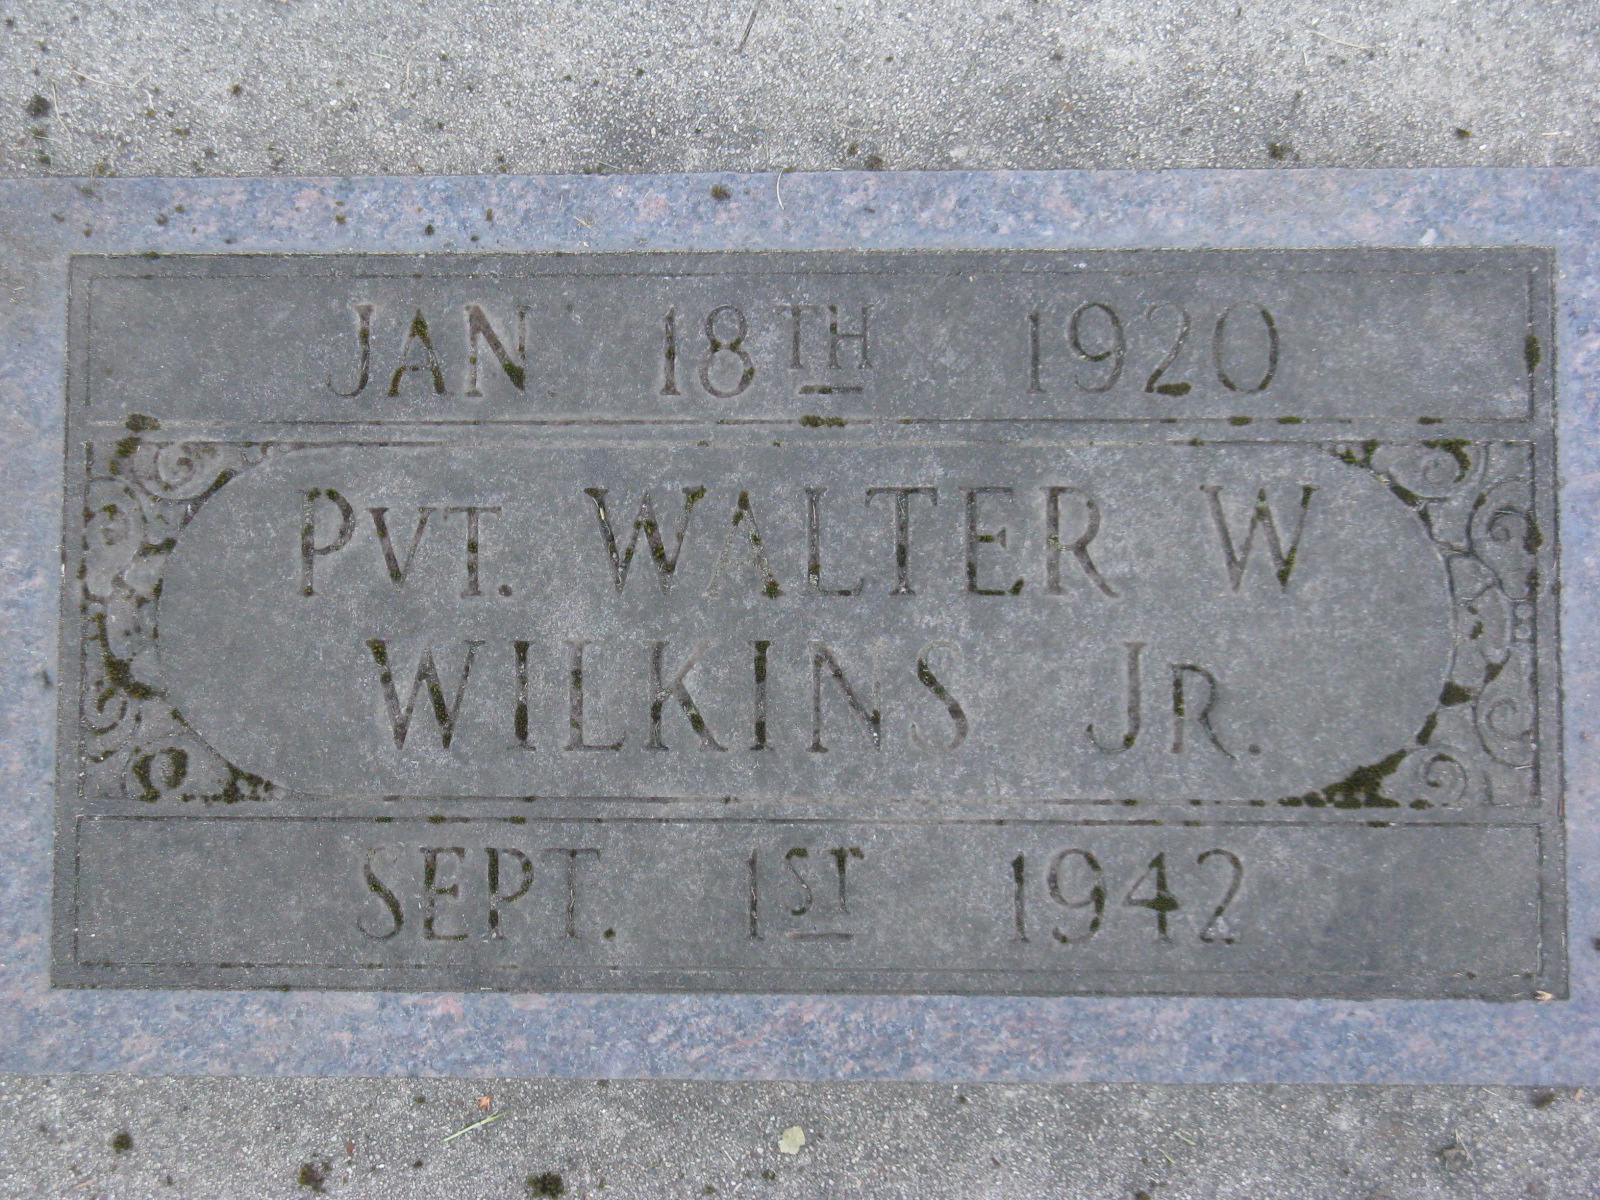 JAN. 18TH 1920
PVT. WALTER W
WILKINS JR.
SEPT. 1ST 1942